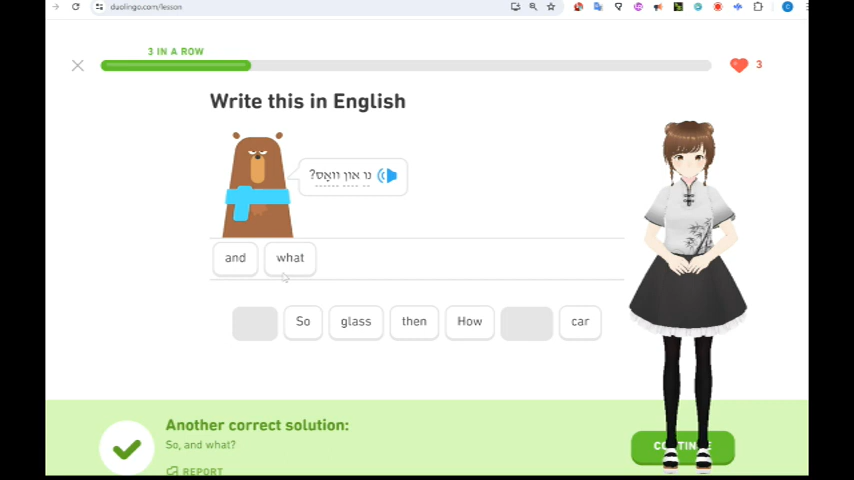 duolingo.com/lesson
3 IN A ROW
3
Write this in English
נו און וואָס?
and what
So glass then How car
Another correct solution:
So, and what?
REPORT
CONTINUE